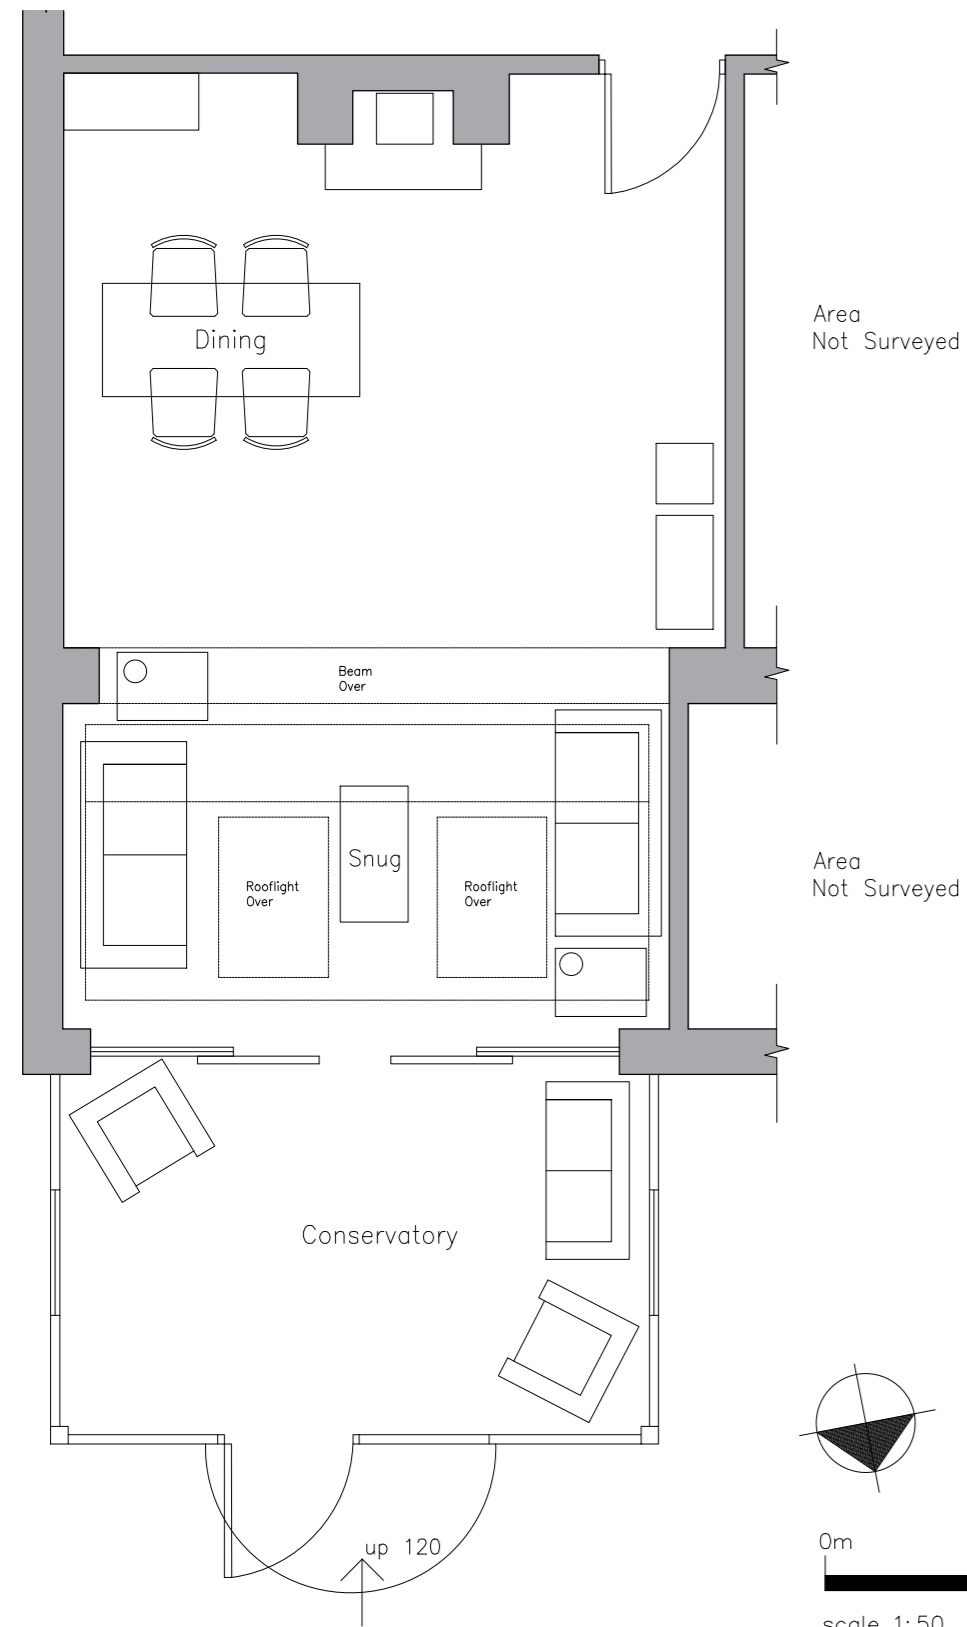 Area
Not Surveyed
Dining
Beam
Over
Snug
Rooflight
Over
Rooflight
Over
Area
Not Surveyed
Conservatory
up 120
0m
scale 1:50